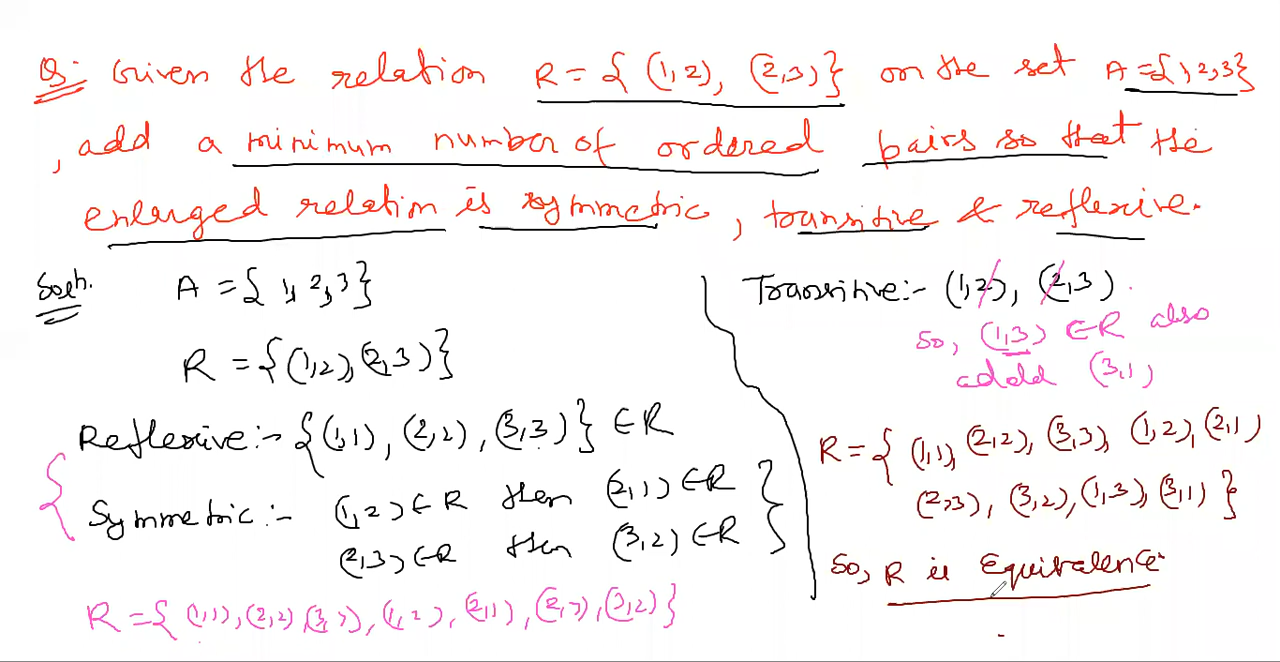 Q:- Given the relation R = { (1,2), (2,3)} on the set A = {1,2,3}
, add a minimum number of ordered pairs so that the
enlarged relation is symmetric, transitive & reflexive.
Soln. A = {1,2,3}
R = {(1,2),(2,3)}
Reflexive:- {(1,1), (2,2), (3,3)} ∈ R
Symmetric:- (1,2) ∈ R then (2,1) ∈ R
(2,3) ∈ R then (3,2) ∈ R
R = { (1,1), (2,2) (3,3), (1,2), (2,1), (2,3), (3,2)}
Transitive:- (1,2), (2,3).
So, (1,3) ∈ R also
added (3,1)
R = { (1,1), (2,2), (3,3), (1,2), (2,1)
(2,3), (3,2), (1,3), (3,1) }
So, R is Equivalence